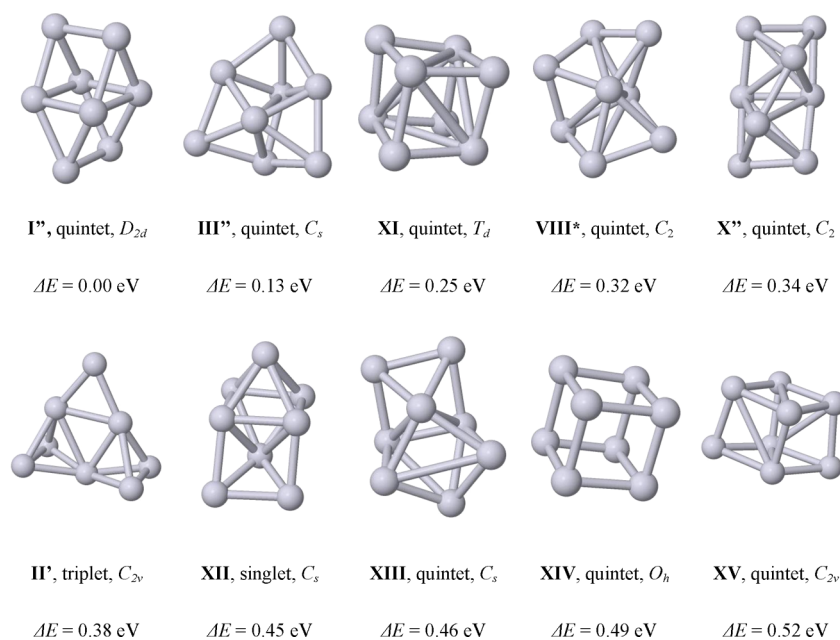 I”, quintet, D2d
III”, quintet, Cs
XI, quintet, Td
VIII*, quintet, C2
X”, quintet, C2
ΔE = 0.00 eV
ΔE = 0.13 eV
ΔE = 0.25 eV
ΔE = 0.32 eV
ΔE = 0.34 eV
II’, triplet, C2v
XII, singlet, Cs
XIII, quintet, Cs
XIV, quintet, Oh
XV, quintet, C2v
ΔE = 0.38 eV
ΔE = 0.45 eV
ΔE = 0.46 eV
ΔE = 0.49 eV
ΔE = 0.52 eV